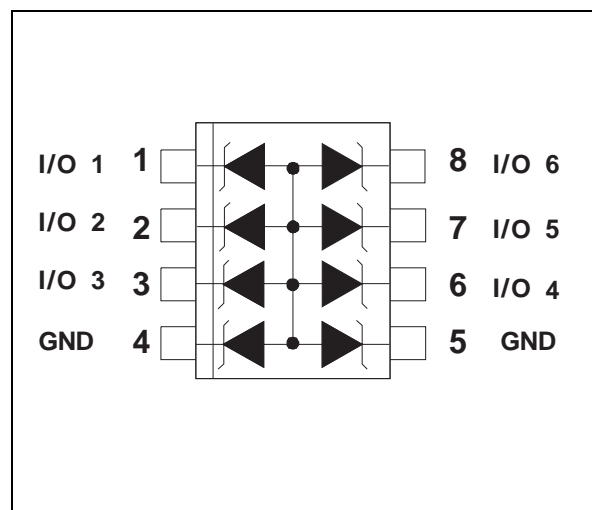 I/O 1 1 8 I/O 6
I/O 2 2 7 I/O 5
I/O 3 3 6 I/O 4
GND 4 5 GND